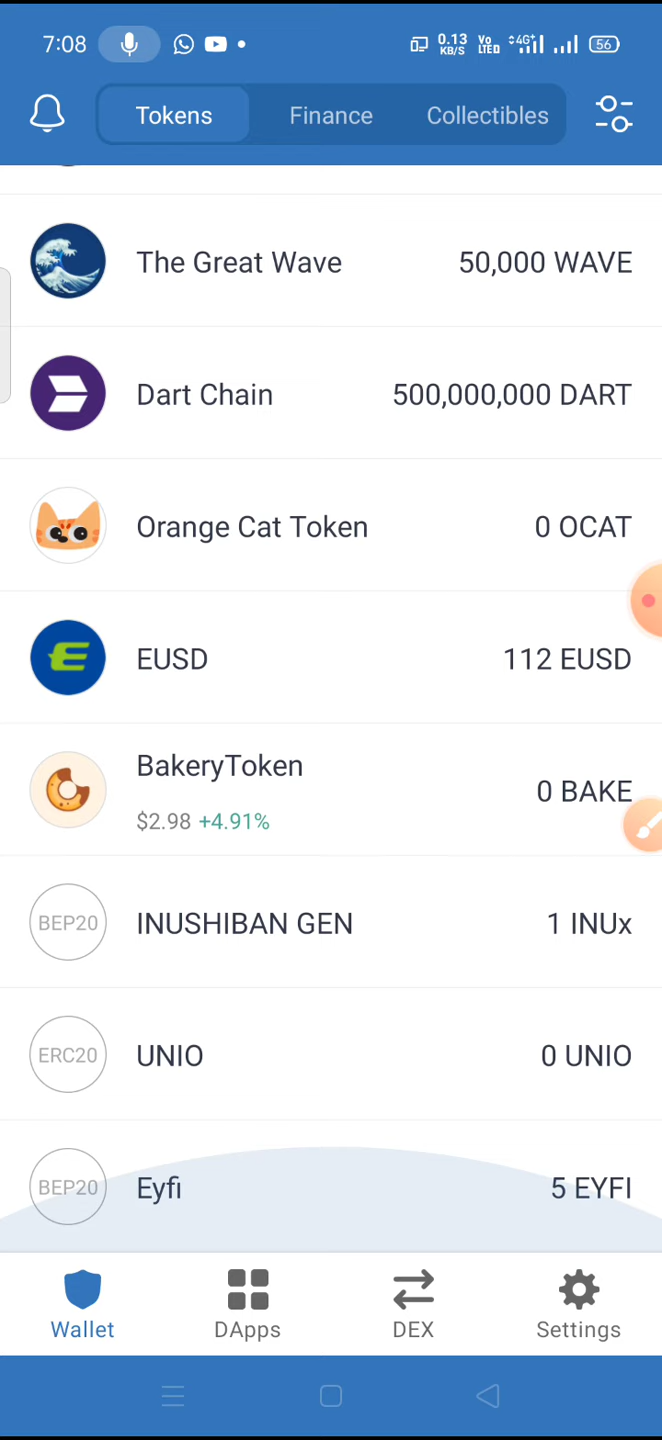 7:08 0.13 KB/S Vo LTE 4G+ 56
Tokens Finance Collectibles
The Great Wave 50,000 WAVE
Dart Chain 500,000,000 DART
Orange Cat Token 0 OCAT
E EUSD 112 EUSD
BakeryToken 0 BAKE
$2.98 +4.91%
BEP20 INUSHIBAN GEN 1 INUx
ERC20 UNIO 0 UNIO
BEP20 Eyfi 5 EYFI
Wallet DApps DEX Settings